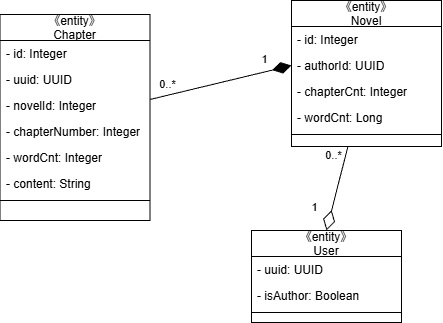 《entity》
Chapter
- id: Integer
- uuid: UUID
- novelId: Integer
- chapterNumber: Integer
- wordCnt: Integer
- content: String
《entity》
Novel
- id: Integer
- authorId: UUID
- chapterCnt: Integer
- wordCnt: Long
1
0..*
0..*
1
《entity》
User
- uuid: UUID
- isAuthor: Boolean